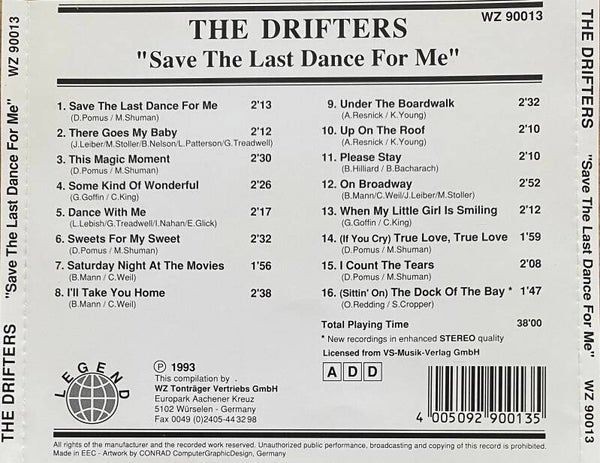 THE DRIFTERS "Save The Last Dance For Me" WZ 90013
WZ 90013
THE DRIFTERS
"Save The Last Dance For Me"
1. Save The Last Dance For Me 2'13
(D.Pomus / M.Shuman)
2. There Goes My Baby 2'12
(J.Leiber/M.Stoller/B.Nelson/L.Patterson/G.Treadwell)
3. This Magic Moment 2'30
(D.Pomus / M.Shuman)
4. Some Kind Of Wonderful 2'26
(G.Goffin / C.King)
5. Dance With Me 2'17
(L.Lebish/G.Treadwell/I.Nahan/E.Glick)
6. Sweets For My Sweet 2'32
(D.Pomus / M.Shuman)
7. Saturday Night At The Movies 1'56
(B.Mann / C.Weil)
8. I'll Take You Home 2'38
(B.Mann / C.Weil)
9. Under The Boardwalk 2'32
(A.Resnick / K.Young)
10. Up On The Roof 2'10
(A.Resnick / K.Young)
11. Please Stay 2'10
(B.Hilliard / B.Bacharach)
12. On Broadway 2'52
(B.Mann/C.Weil/J.Leiber/M.Stoller)
13. When My Little Girl Is Smiling 2'12
(G.Goffin / C.King)
14. (If You Cry) True Love, True Love 1'59
(D.Pomus / M.Shuman)
15. I Count The Tears 2'08
(D.Pomus / M.Shuman)
16. (Sittin' On) The Dock Of The Bay * 1'47
(O.Redding / S.Cropper)
Total Playing Time 38'00
* New recordings in enhanced STEREO quality
Licensed from VS-Musik-Verlag GmbH
LEGEND
℗ 1993
This compilation by .
WZ Tonträger Vertriebs GmbH
Europark Aachener Kreuz
5102 Würselen - Germany
Fax 0049 (0)2405-44 32 98
A D D
4 005092 900135
All rights of the manufacturer and the recorded work reserved. Unauthorized public performance, broadcasting and copying of this record is prohibited.
Made in EEC - Artwork by CONRAD ComputerGraphicDesign, Germany
THE DRIFTERS "Save The Last Dance For Me" WZ 90013